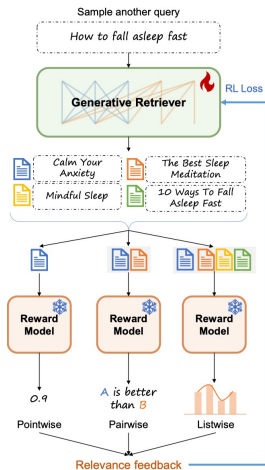 Sample another query
How to fall asleep fast
RL Loss
Generative Retriever
Calm Your
Anxiety
The Best Sleep
Meditation
Mindful Sleep
10 Ways To Fall
Asleep Fast
Reward
Model
Reward
Model
Reward
Model
0.9
A is better
than B
Pointwise
Pairwise
Listwise
Relevance feedback